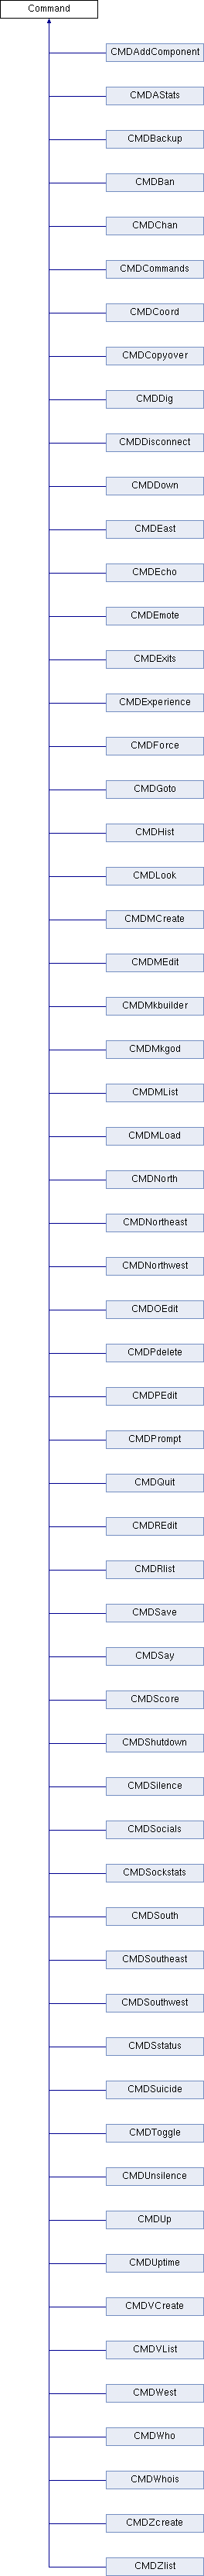 Command
CMDAddComponent
CMDAStats
CMDBackup
CMDBan
CMDChan
CMDCommands
CMDCoord
CMDCopyover
CMDDig
CMDDisconnect
CMDDown
CMDEast
CMDEcho
CMDEmote
CMDExits
CMDExperience
CMDForce
CMDGoto
CMDHist
CMDLook
CMDMCreate
CMDMEdit
CMDMkbuilder
CMDMkgod
CMDMList
CMDMLoad
CMDNorth
CMDNortheast
CMDNorthwest
CMDOEdit
CMDPdelete
CMDPEdit
CMDPrompt
CMDQuit
CMDREdit
CMDRlist
CMDSave
CMDSay
CMDScore
CMDShutdown
CMDSilence
CMDSocials
CMDSockstats
CMDSouth
CMDSoutheast
CMDSouthwest
CMDSstatus
CMDSuicide
CMDToggle
CMDUnsilence
CMDUp
CMDUptime
CMDVCreate
CMDVList
CMDWest
CMDWho
CMDWhois
CMDZcreate
CMDZlist